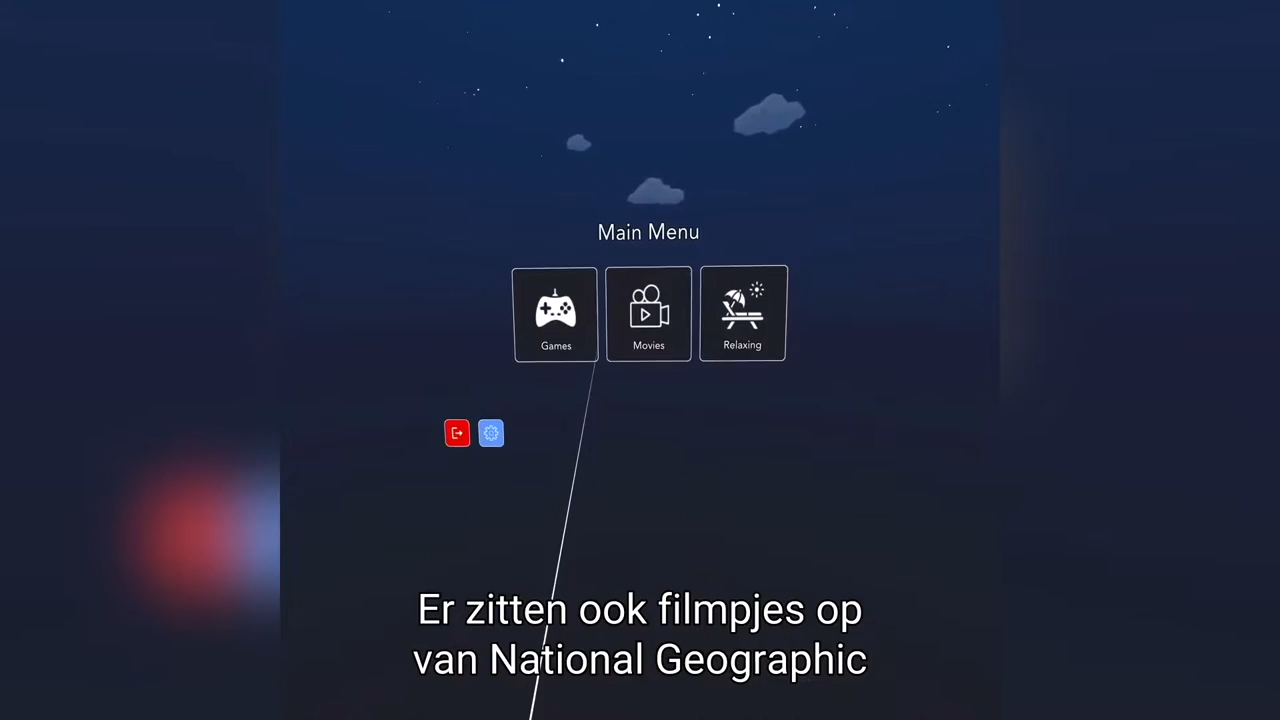 Main Menu
Games
Movies
Relaxing
Er zitten ook filmpjes op
van National Geographic